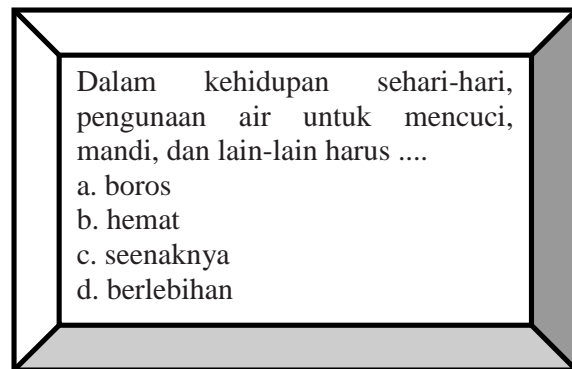 Dalam kehidupan sehari-hari,
pengunaan air untuk mencuci,
mandi, dan lain-lain harus ....
a. boros
b. hemat
c. seenaknya
d. berlebihan